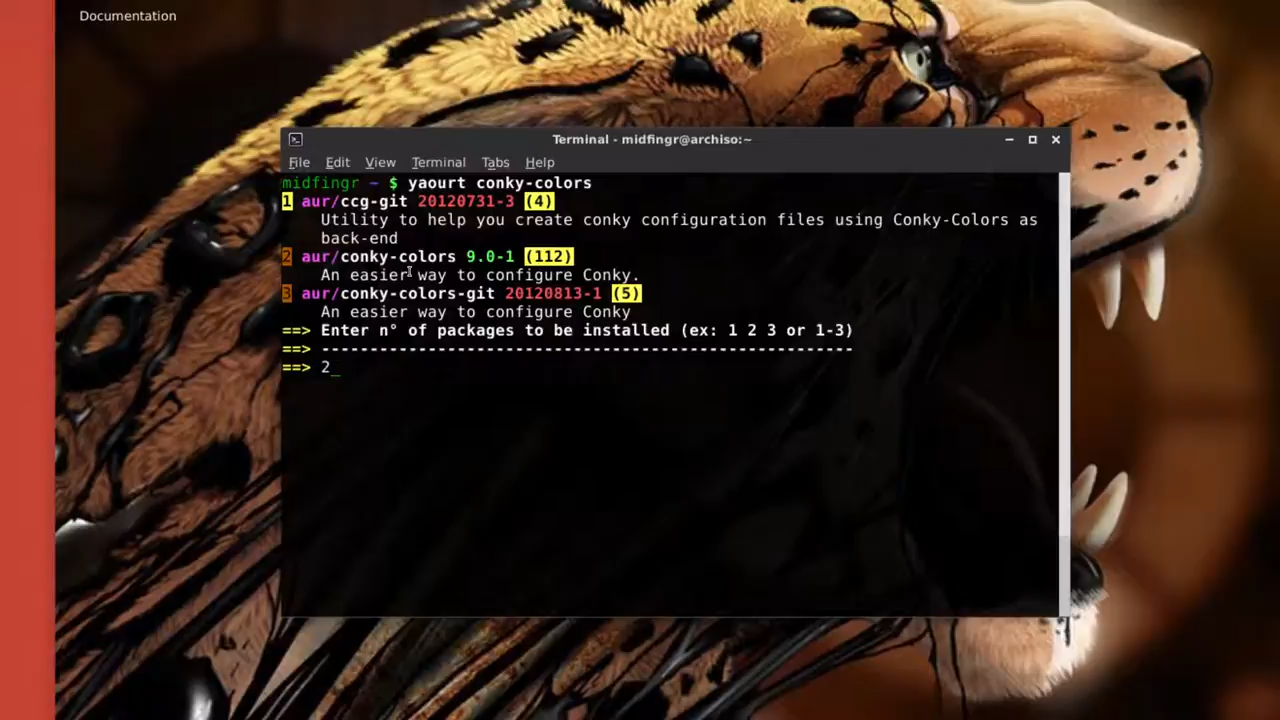 Documentation
Terminal - midfingr@archiso:~
File Edit View Terminal Tabs Help
midfingr ~ $ yaourt conky-colors
1 aur/ccg-git 20120731-3 (4)
Utility to help you create conky configuration files using Conky-Colors as
back-end
2 aur/conky-colors 9.0-1 (112)
An easier way to configure Conky.
3 aur/conky-colors-git 20120813-1 (5)
An easier way to configure Conky
==> Enter n° of packages to be installed (ex: 1 2 3 or 1-3)
==> -------------------------------------------------------
==> 2_